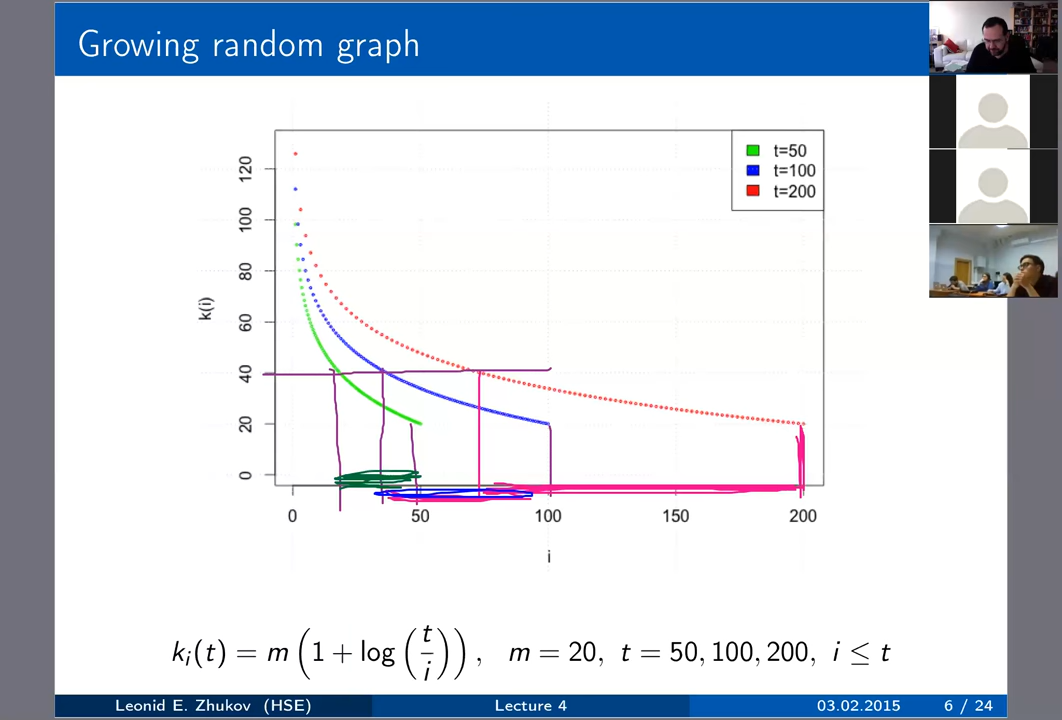 Growing random graph
t=50
t=100
t=200
120
100
80
60
40
20
0
k(i)
0 50 100 150 200
i
k_i(t) = m (1 + log (t/i)), m = 20, t = 50, 100, 200, i ≤ t
Leonid E. Zhukov (HSE) Lecture 4 03.02.2015 6 / 24